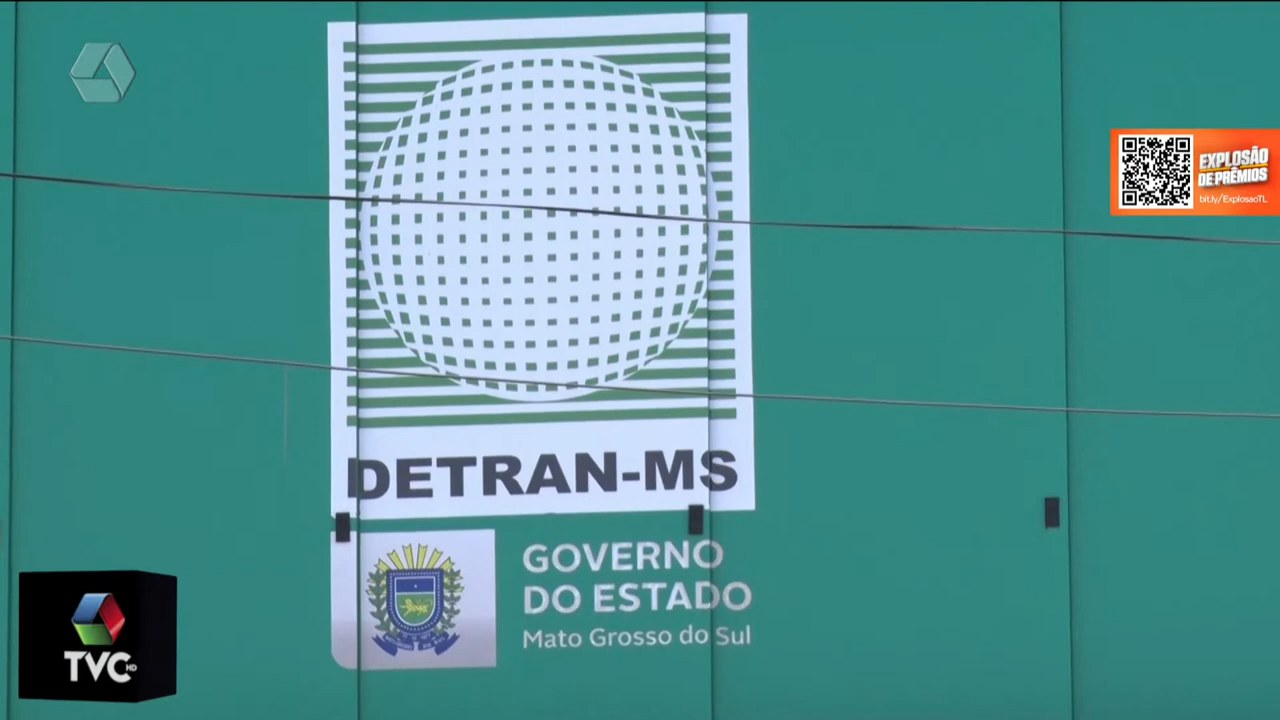 EXPLOSÃO
DE PRÊMIOS
bit.ly/ExplosaoTL
DETRAN-MS
GOVERNO
DO ESTADO
Mato Grosso do Sul
TVC HD